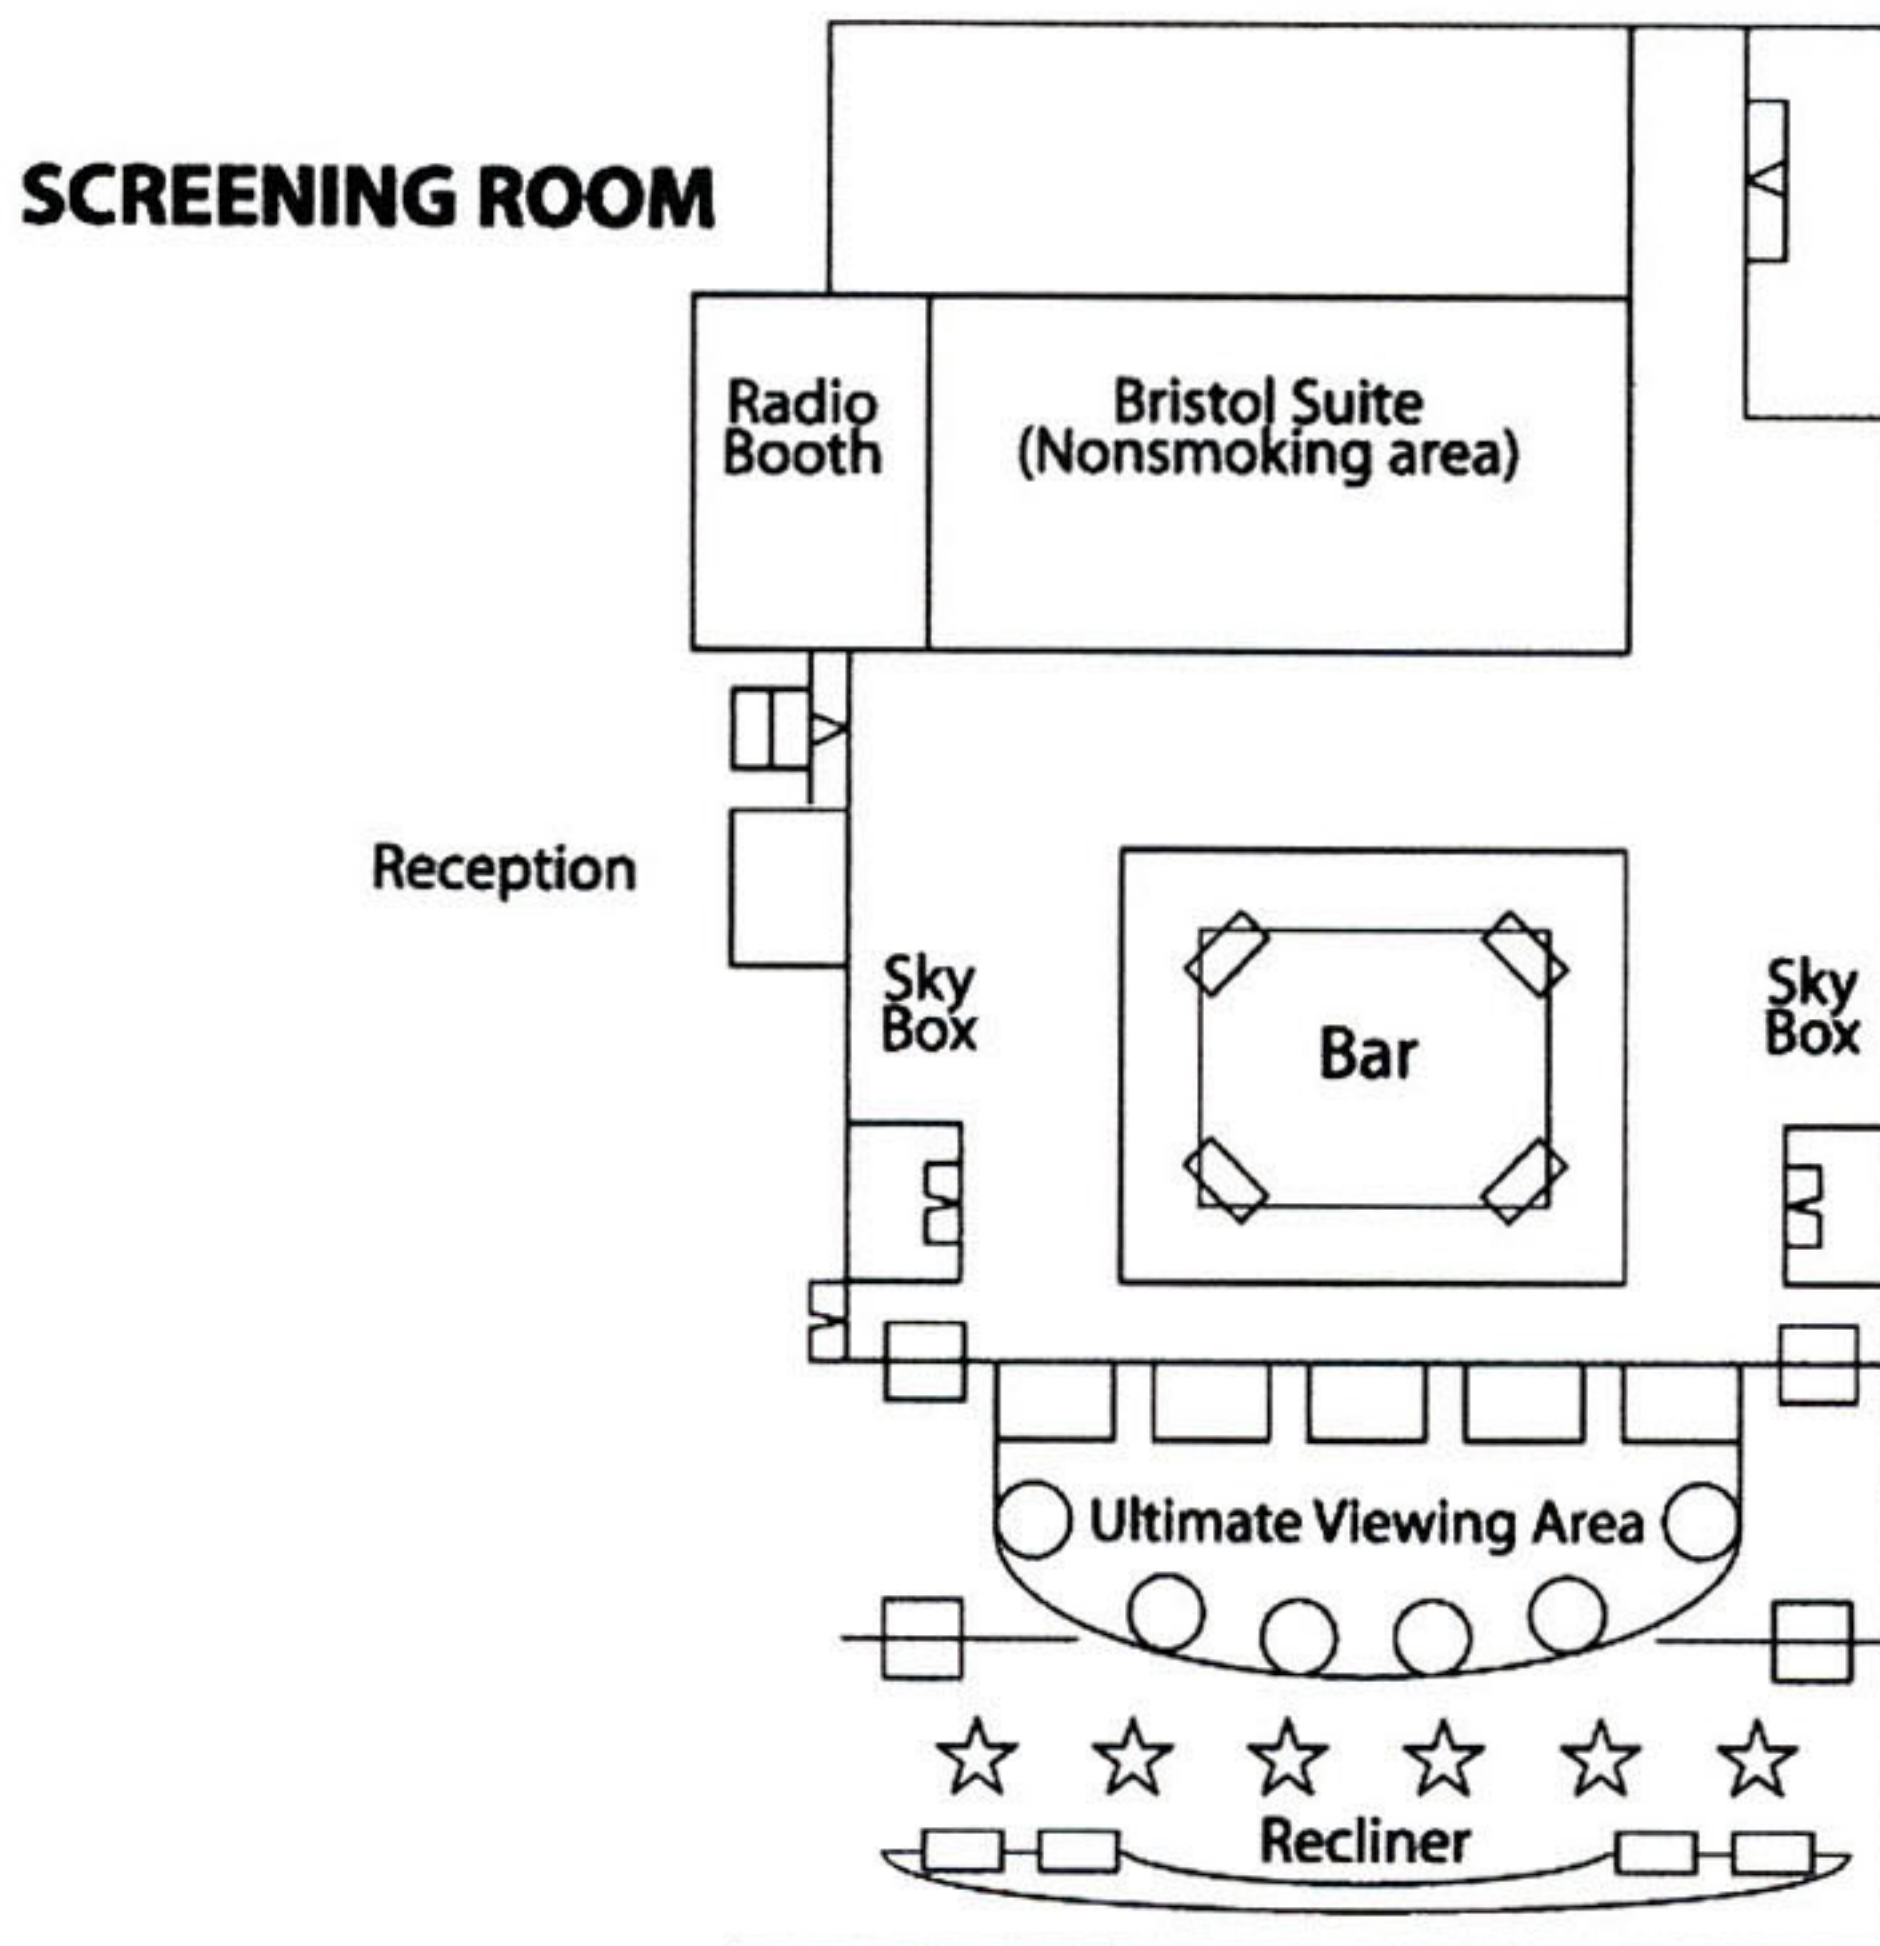 SCREENING ROOM
Radio
Booth
Bristol Suite
(Nonsmoking area)
Reception
Sky
Box
Bar
Sky
Box
Ultimate Viewing Area
Recliner